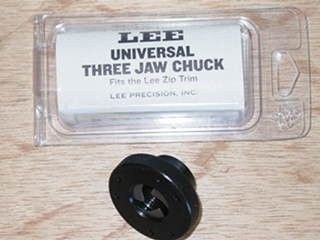 LEE
UNIVERSAL
THREE JAW CHUCK
Fits the Lee Zip Trim
LEE PRECISION, INC.